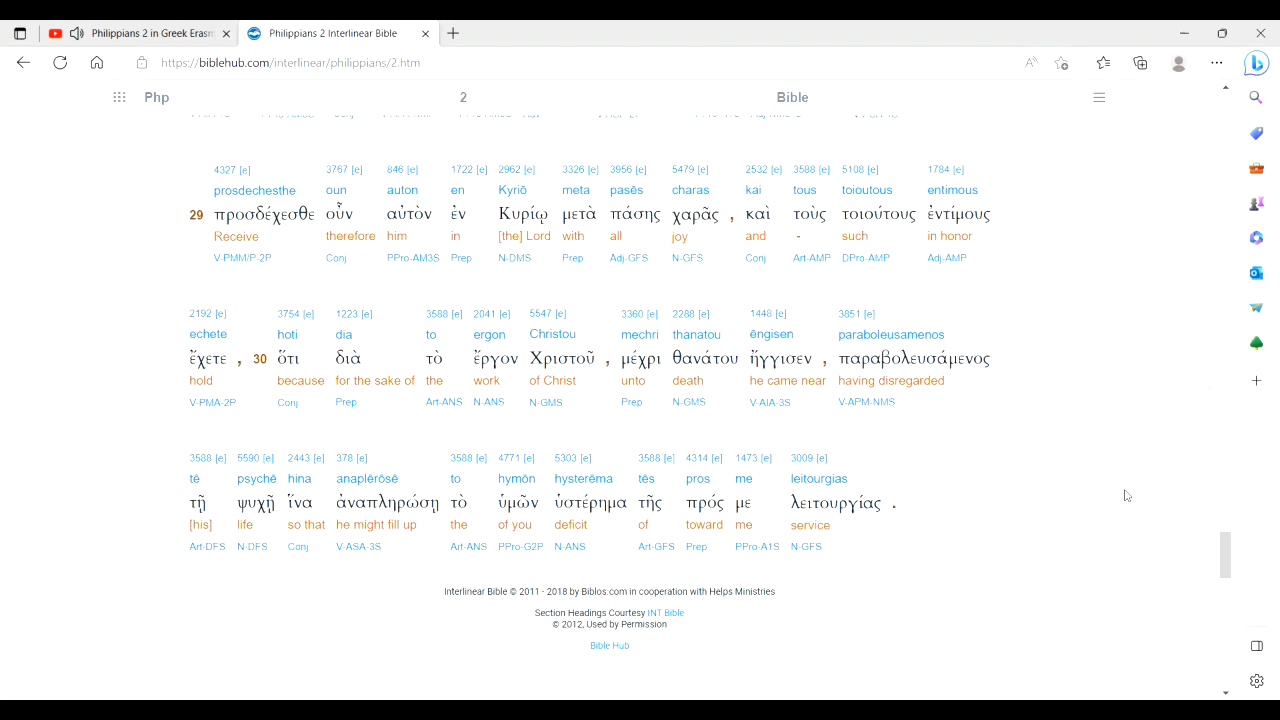 Philippians 2 in Greek Erasm
Philippians 2 Interlinear Bible
https://biblehub.com/interlinear/philippians/2.htm
Php 2 Bible
4327 [e] 3767 [e] 846 [e] 1722 [e] 2962 [e] 3326 [e] 3956 [e] 5479 [e] 2532 [e] 3588 [e] 5108 [e] 1784 [e]
prosdechesthe oun auton en Kyriō meta pasēs charas kai tous toioutous entimous
29 προσδέχεσθε οὖν αὐτὸν ἐν Κυρίῳ μετὰ πάσης χαρᾶς , καὶ τοὺς τοιούτους ἐντίμους
Receive therefore him in [the] Lord with all joy and - such in honor
V-PMM/P-2P Conj PPro-AM3S Prep N-DMS Prep Adj-GFS N-GFS Conj Art-AMP DPro-AMP Adj-AMP
2192 [e] 3754 [e] 1223 [e] 3588 [e] 2041 [e] 5547 [e] 3360 [e] 2288 [e] 1448 [e] 3851 [e]
echete hoti dia to ergon Christou mechri thanatou ēngisen paraboleusamenos
ἔχετε , 30 ὅτι διὰ τὸ ἔργον Χριστοῦ , μέχρι θανάτου ἤγγισεν , παραβολευσάμενος
hold because for the sake of the work of Christ unto death he came near having disregarded
V-PMA-2P Conj Prep Art-ANS N-ANS N-GMS Prep N-GMS V-AIA-3S V-APM-NMS
3588 [e] 5590 [e] 2443 [e] 378 [e] 3588 [e] 4771 [e] 5303 [e] 3588 [e] 4314 [e] 1473 [e] 3009 [e]
tē psychē hina anaplērōsē to hymōn hysterēma tēs pros me leitourgias
τῇ ψυχῇ ἵνα ἀναπληρώσῃ τὸ ὑμῶν ὑστέρημα τῆς πρός με λειτουργίας .
[his] life so that he might fill up the of you deficit of toward me service
Art-DFS N-DFS Conj V-ASA-3S Art-ANS PPro-G2P N-ANS Art-GFS Prep PPro-A1S N-GFS
Interlinear Bible © 2011 - 2018 by Biblos.com in cooperation with Helps Ministries
Section Headings Courtesy INT Bible
© 2012, Used by Permission
Bible Hub